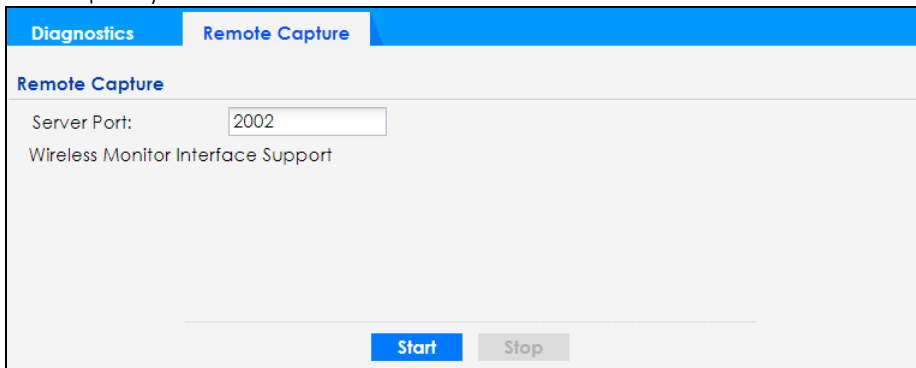 Diagnostics Remote Capture
Remote Capture
Server Port: 2002
Wireless Monitor Interface Support
Start Stop